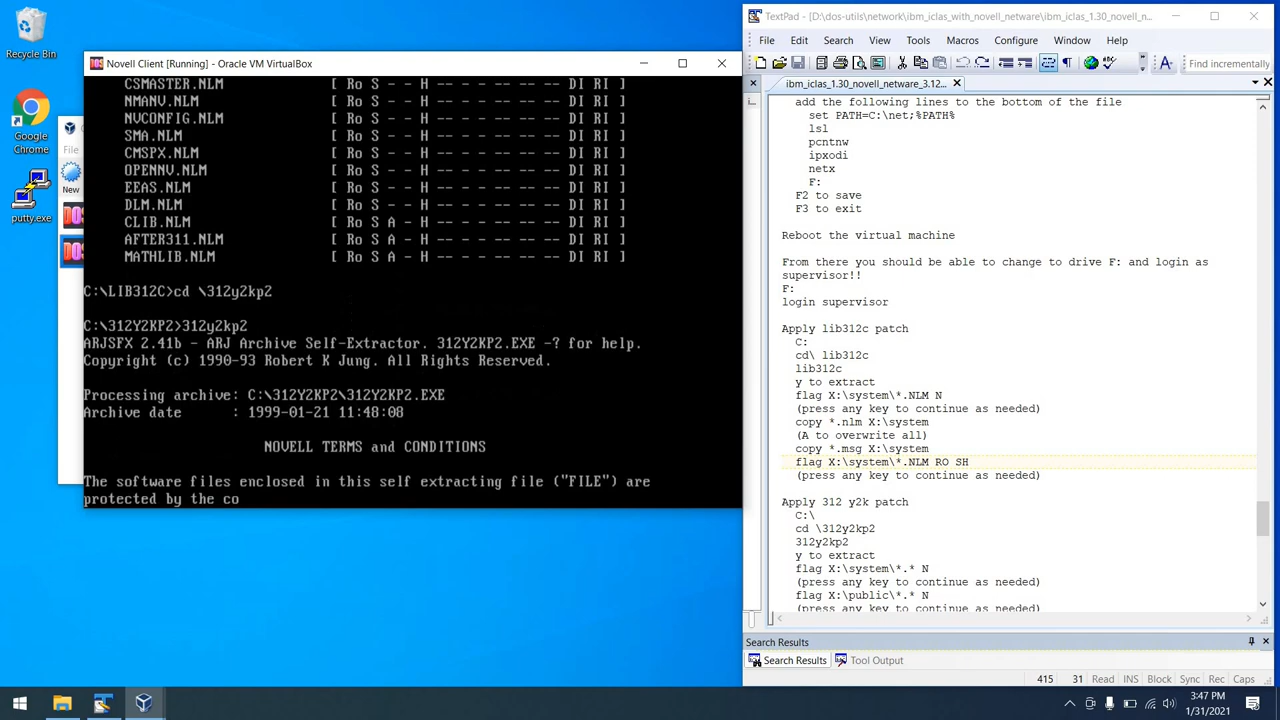 Recycle Bin
Google
Chrome
putty.exe
File
New
Novell Client [Running] - Oracle VM VirtualBox
CSMASTER.NLM [ Ro S - - H -- -- - - -- -- -- DI RI ]
NMANV.NLM [ Ro S - - H -- -- - - -- -- -- DI RI ]
NVCONFIG.NLM [ Ro S - - H -- -- - - -- -- -- DI RI ]
SMA.NLM [ Ro S - - H -- -- - - -- -- -- DI RI ]
CMSPX.NLM [ Ro S - - H -- -- - - -- -- -- DI RI ]
OPENNV.NLM [ Ro S - - H -- -- - - -- -- -- DI RI ]
EEAS.NLM [ Ro S - - H -- -- - - -- -- -- DI RI ]
DLM.NLM [ Ro S - - H -- -- - - -- -- -- DI RI ]
CLIB.NLM [ Ro S A - H -- -- - - -- -- -- DI RI ]
AFTER311.NLM [ Ro S A - H -- -- - - -- -- -- DI RI ]
MATHLIB.NLM [ Ro S A - H -- -- - - -- -- -- DI RI ]
C:\LIB312C>cd \312y2kp2
C:\312Y2KP2>312y2kp2
ARJSFX 2.41b - ARJ Archive Self-Extractor. 312Y2KP2.EXE -? for help.
Copyright (c) 1990-93 Robert K Jung. All Rights Reserved.
Processing archive: C:\312Y2KP2\312Y2KP2.EXE
Archive date : 1999-01-21 11:48:08
NOVELL TERMS and CONDITIONS
The software files enclosed in this self extracting file ("FILE") are
protected by the co
TextPad - [D:\dos-utils\network\ibm_iclas_with_novell_netware\ibm_iclas_1.30_novell_n...
File Edit Search View Tools Macros Configure Window Help
Find incrementally
ibm_iclas_1.30_novell_netware_3.12...
add the following lines to the bottom of the file
set PATH=C:\net;%PATH%
lsl
pcntnw
ipxodi
netx
F:
F2 to save
F3 to exit
Reboot the virtual machine
From there you should be able to change to drive F: and login as
supervisor!!
F:
login supervisor
Apply lib312c patch
C:
cd\ lib312c
lib312c
y to extract
flag X:\system\*.NLM N
(press any key to continue as needed)
copy *.nlm X:\system
(A to overwrite all)
copy *.msg X:\system
flag X:\system\*.NLM RO SH
(press any key to continue as needed)
Apply 312 y2k patch
C:\
cd \312y2kp2
312y2kp2
y to extract
flag X:\system\*.* N
(press any key to continue as needed)
flag X:\public\*.* N
(press any key to continue as needed)
Search Results
Search Results Tool Output
415 31 Read INS Block Sync Rec Caps
3:47 PM
1/31/2021